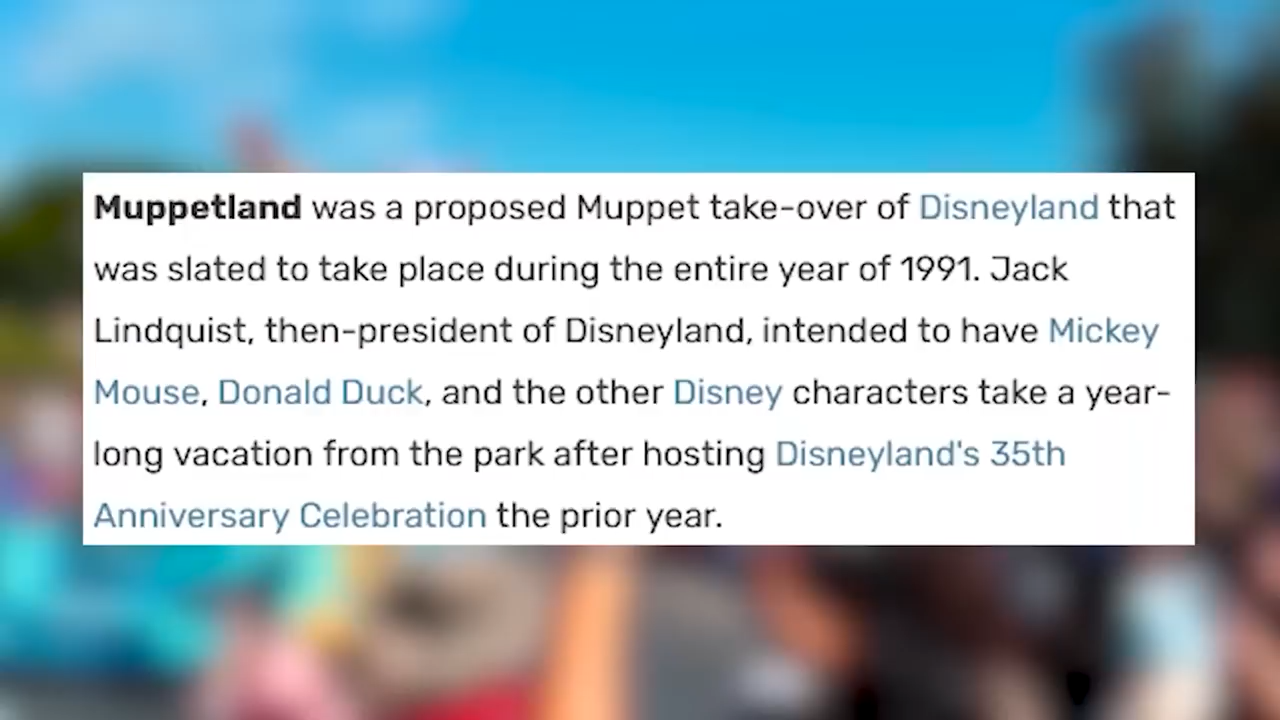 Muppetland was a proposed Muppet take-over of Disneyland that
was slated to take place during the entire year of 1991. Jack
Lindquist, then-president of Disneyland, intended to have Mickey
Mouse, Donald Duck, and the other Disney characters take a year-
long vacation from the park after hosting Disneyland's 35th
Anniversary Celebration the prior year.